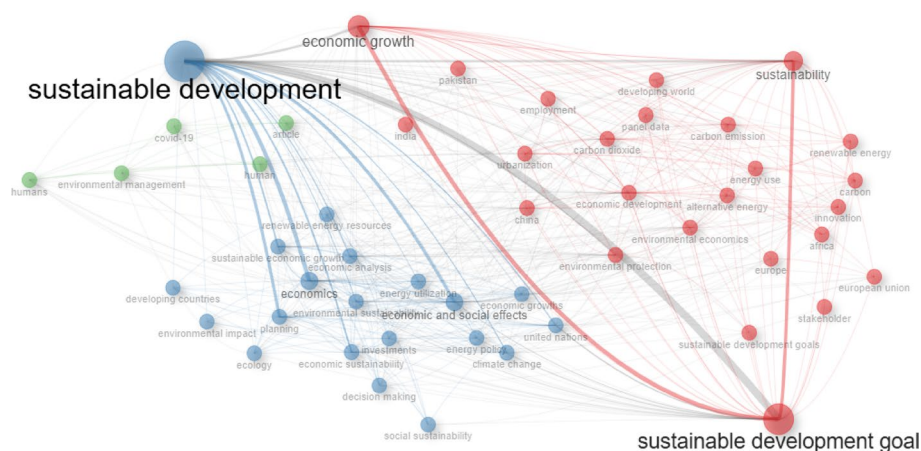 economic growth
sustainability
sustainable development
pakistan
developing world
employment
panel data
covid-19
article
india
carbon dioxide
carbon emission
renewable energy
urbanization
humans
environmental management
human
energy use
carbon
economic development
alternative energy
innovation
china
renewable energy resources
environmental economics
africa
sustainable economic growth
economic analysis
environmental protection
europe
european union
developing countries
economics
energy utilization
economic growths
environmental sustainability
economic and social effects
stakeholder
environmental impact
planning
united nations
sustainable development goals
ecology
economic sustainability
investments
energy policy
climate change
decision making
social sustainability
sustainable development goal